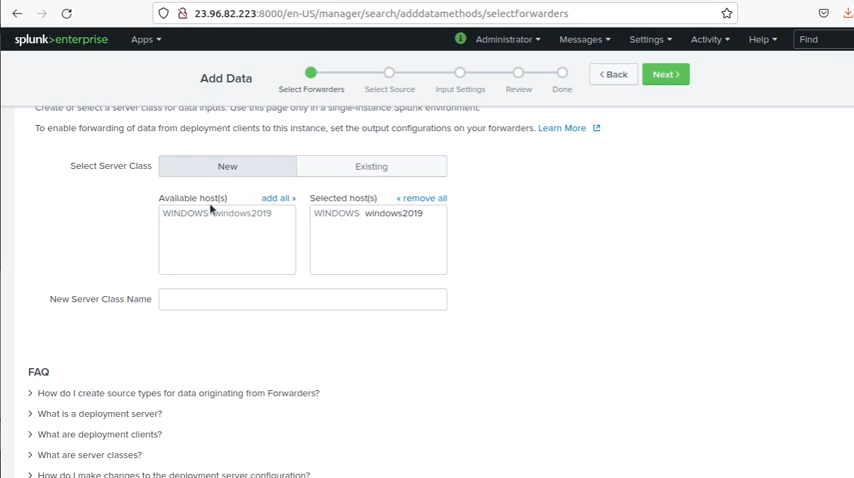 23.96.82.223:8000/en-US/manager/search/adddatamethods/selectforwarders
splunk>enterprise Apps Administrator Messages Settings Activity Help Find
Add Data
Select Forwarders Select Source Input Settings Review Done
< Back Next >
Create or select a server class for data inputs. Use this page only in a single-instance Splunk environment.
To enable forwarding of data from deployment clients to this instance, set the output configurations on your forwarders. Learn More
Select Server Class New Existing
Available host(s) add all » Selected host(s) « remove all
WINDOWS windows2019 WINDOWS windows2019
New Server Class Name
FAQ
> How do I create source types for data originating from Forwarders?
> What is a deployment server?
> What are deployment clients?
> What are server classes?
> How do I make changes to the deployment server configuration?